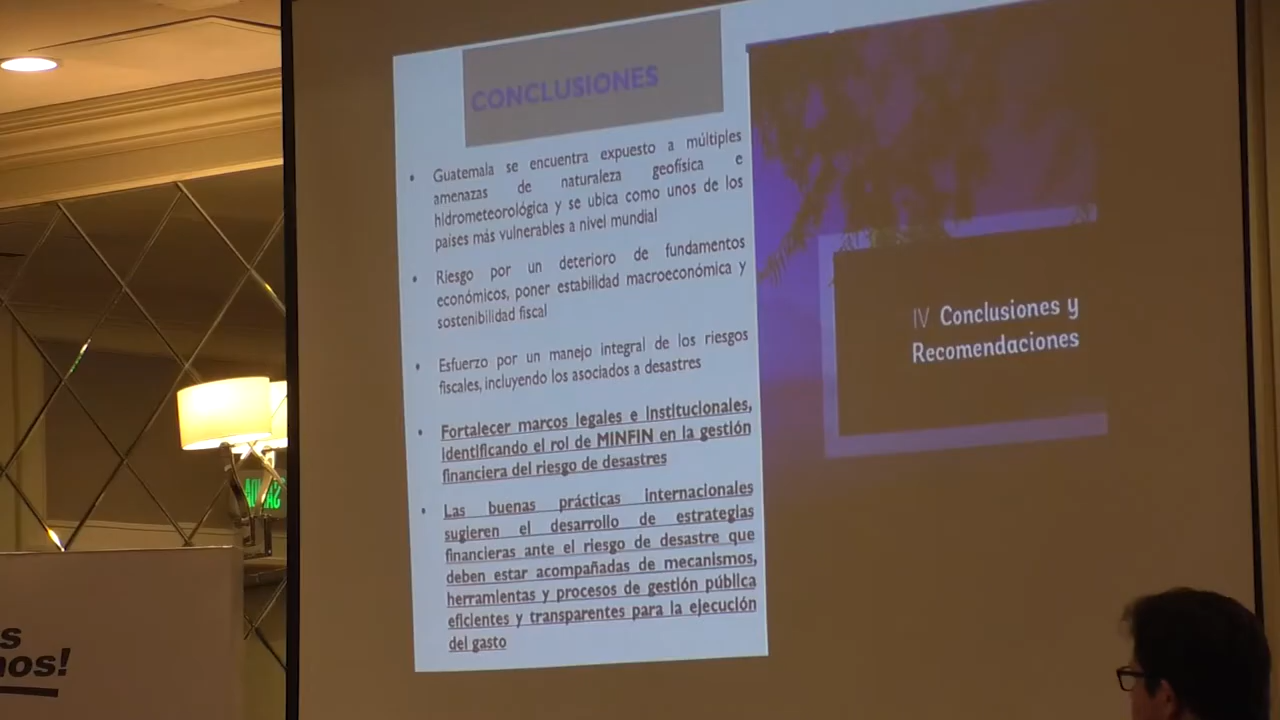 CONCLUSIONES
• Guatemala se encuentra expuesto a múltiples
amenazas de naturaleza geofísica e
hidrometeorológica y se ubica como unos de los
países más vulnerables a nivel mundial
• Riesgo por un deterioro de fundamentos
económicos, poner estabilidad macroeconómica y
sostenibilidad fiscal
• Esfuerzo por un manejo integral de los riesgos
fiscales, incluyendo los asociados a desastres
• Fortalecer marcos legales e institucionales,
identificando el rol de MINFIN en la gestión
financiera del riesgo de desastres
• Las buenas prácticas internacionales
sugieren el desarrollo de estrategias
financieras ante el riesgo de desastre que
deben estar acompañadas de mecanismos,
herramientas y procesos de gestión pública
eficientes y transparentes para la ejecución
del gasto
IV Conclusiones y
Recomendaciones